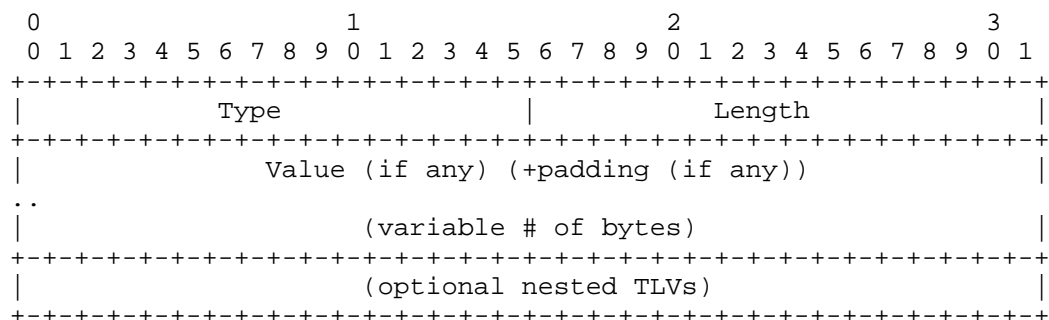 0                   1                   2                   3
 0 1 2 3 4 5 6 7 8 9 0 1 2 3 4 5 6 7 8 9 0 1 2 3 4 5 6 7 8 9 0 1
+-+-+-+-+-+-+-+-+-+-+-+-+-+-+-+-+-+-+-+-+-+-+-+-+-+-+-+-+-+-+-+-+
|            Type               |           Length              |
+-+-+-+-+-+-+-+-+-+-+-+-+-+-+-+-+-+-+-+-+-+-+-+-+-+-+-+-+-+-+-+-+
|               Value (if any) (+padding (if any))              |
..
|                     (variable # of bytes)                     |
+-+-+-+-+-+-+-+-+-+-+-+-+-+-+-+-+-+-+-+-+-+-+-+-+-+-+-+-+-+-+-+-+
|                     (optional nested TLVs)                    |
+-+-+-+-+-+-+-+-+-+-+-+-+-+-+-+-+-+-+-+-+-+-+-+-+-+-+-+-+-+-+-+-+